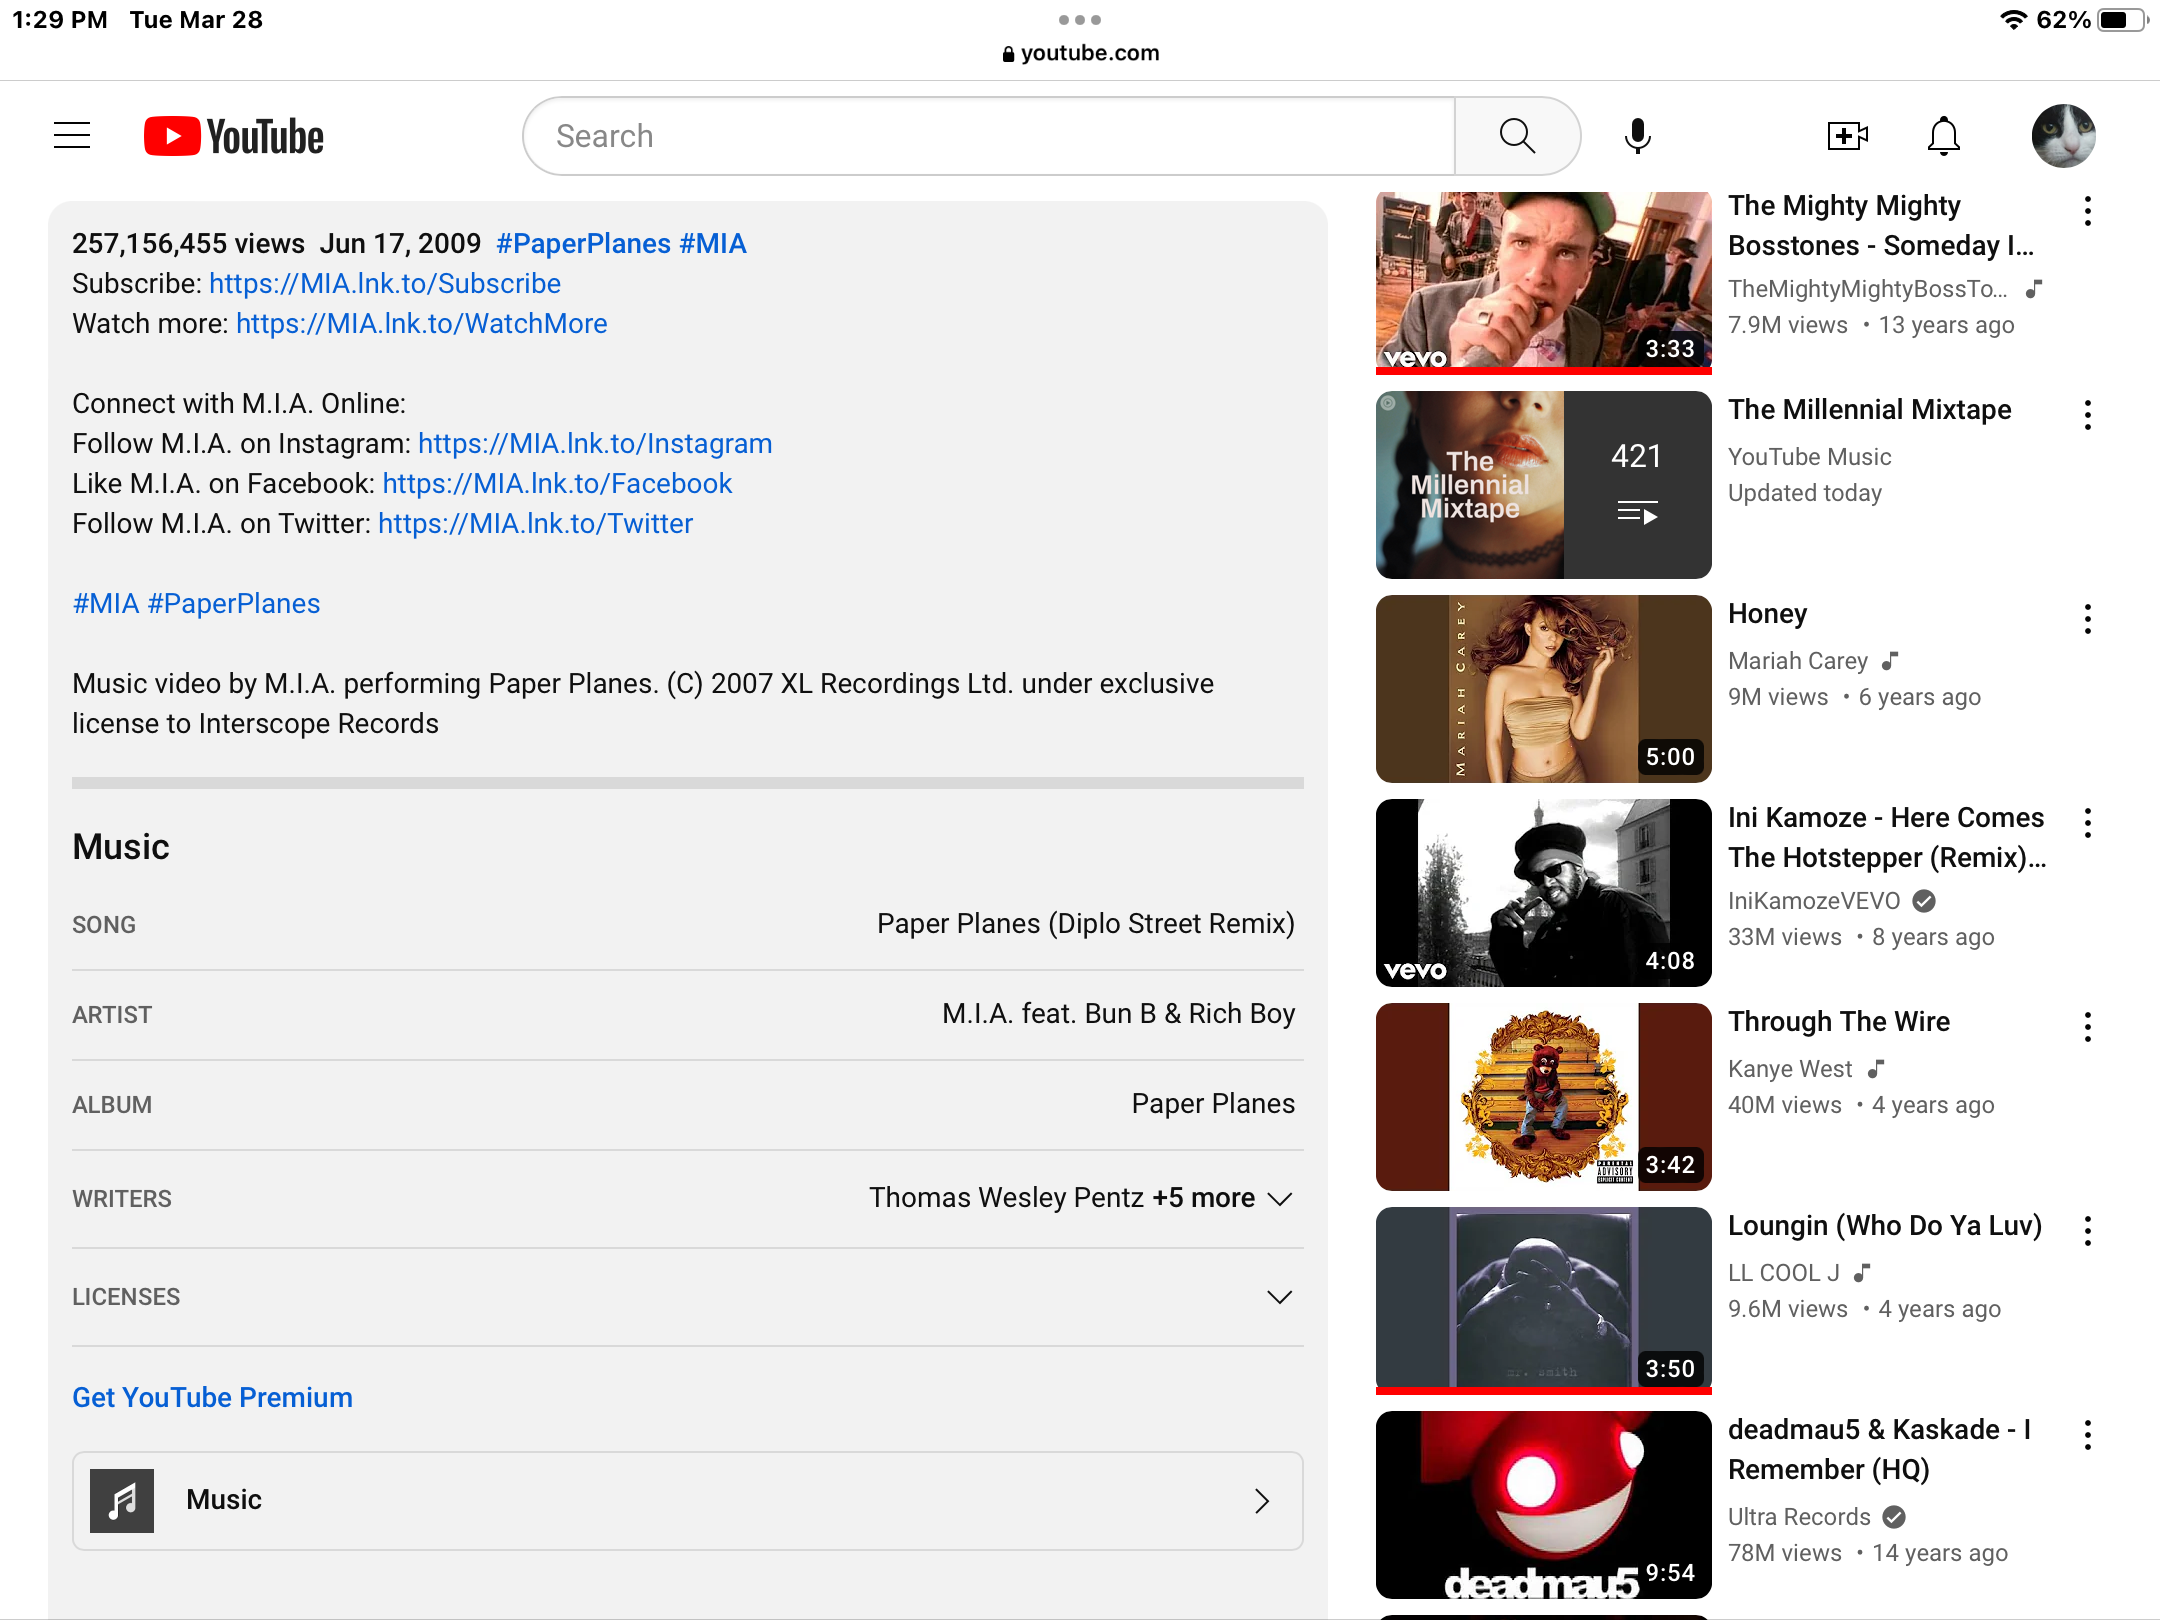 1:29 PM Tue Mar 28
62%
youtube.com
YouTube
Search
257,156,455 views Jun 17, 2009 #PaperPlanes #MIA
Subscribe: https://MIA.lnk.to/Subscribe
Watch more: https://MIA.lnk.to/WatchMore
Connect with M.I.A. Online:
Follow M.I.A. on Instagram: https://MIA.lnk.to/Instagram
Like M.I.A. on Facebook: https://MIA.lnk.to/Facebook
Follow M.I.A. on Twitter: https://MIA.lnk.to/Twitter
#MIA #PaperPlanes
Music video by M.I.A. performing Paper Planes. (C) 2007 XL Recordings Ltd. under exclusive
license to Interscope Records
Music
SONG
Paper Planes (Diplo Street Remix)
ARTIST
M.I.A. feat. Bun B & Rich Boy
ALBUM
Paper Planes
WRITERS
Thomas Wesley Pentz +5 more
LICENSES
Get YouTube Premium
Music
vevo
3:33
The Mighty Mighty
Bosstones - Someday I...
TheMightyMightyBossTo...
7.9M views • 13 years ago
The
Millennial
Mixtape
421
The Millennial Mixtape
YouTube Music
Updated today
MARIAH CAREY
5:00
Honey
Mariah Carey
9M views • 6 years ago
vevo
4:08
Ini Kamoze - Here Comes
The Hotstepper (Remix)...
IniKamozeVEVO
33M views • 8 years ago
PARENTAL
ADVISORY
EXPLICIT CONTENT
3:42
Through The Wire
Kanye West
40M views • 4 years ago
mr. smith
3:50
Loungin (Who Do Ya Luv)
LL COOL J
9.6M views • 4 years ago
deadmau5
9:54
deadmau5 & Kaskade - I
Remember (HQ)
Ultra Records
78M views • 14 years ago